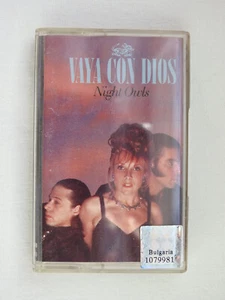 VAYA CON DIOS
Night Owls
Bulgaria
1079981